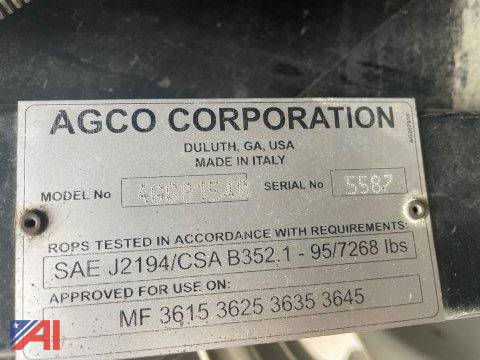 AGCO CORPORATION
DULUTH, GA, USA
MADE IN ITALY
MODEL No SERIAL No 5587
ROPS TESTED IN ACCORDANCE WITH REQUIREMENTS:
SAE J2194/CSA B352.1 - 95/7268 lbs
APPROVED FOR USE ON:
MF 3615 3625 3635 3645
AI